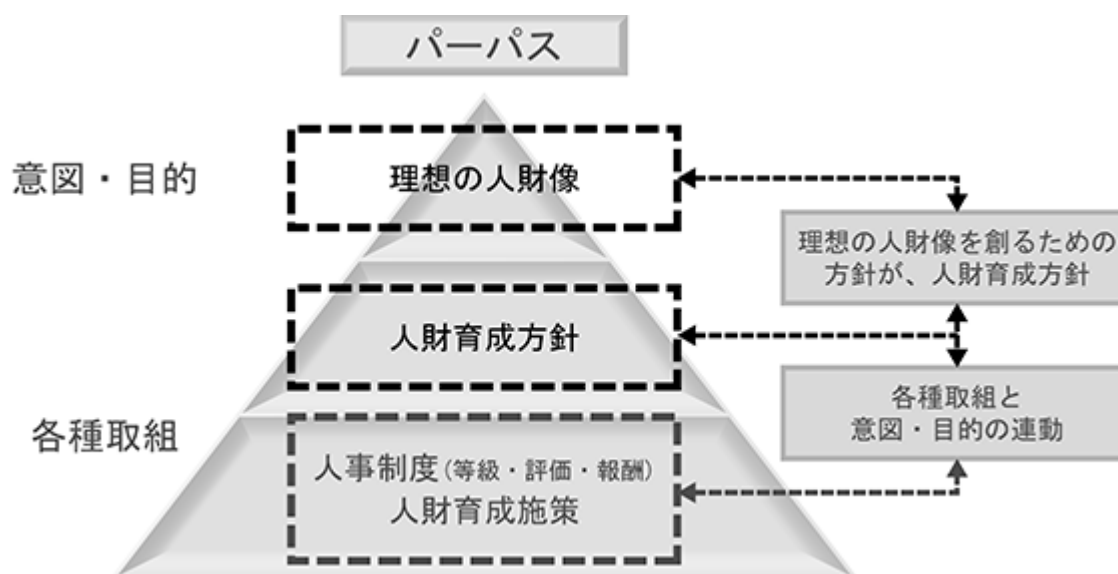 パーパス
意図・目的
理想の人財像
理想の人財像を創るための
方針が、人財育成方針
人財育成方針
各種取組と
意図・目的の連動
各種取組
人事制度(等級・評価・報酬)
人財育成施策